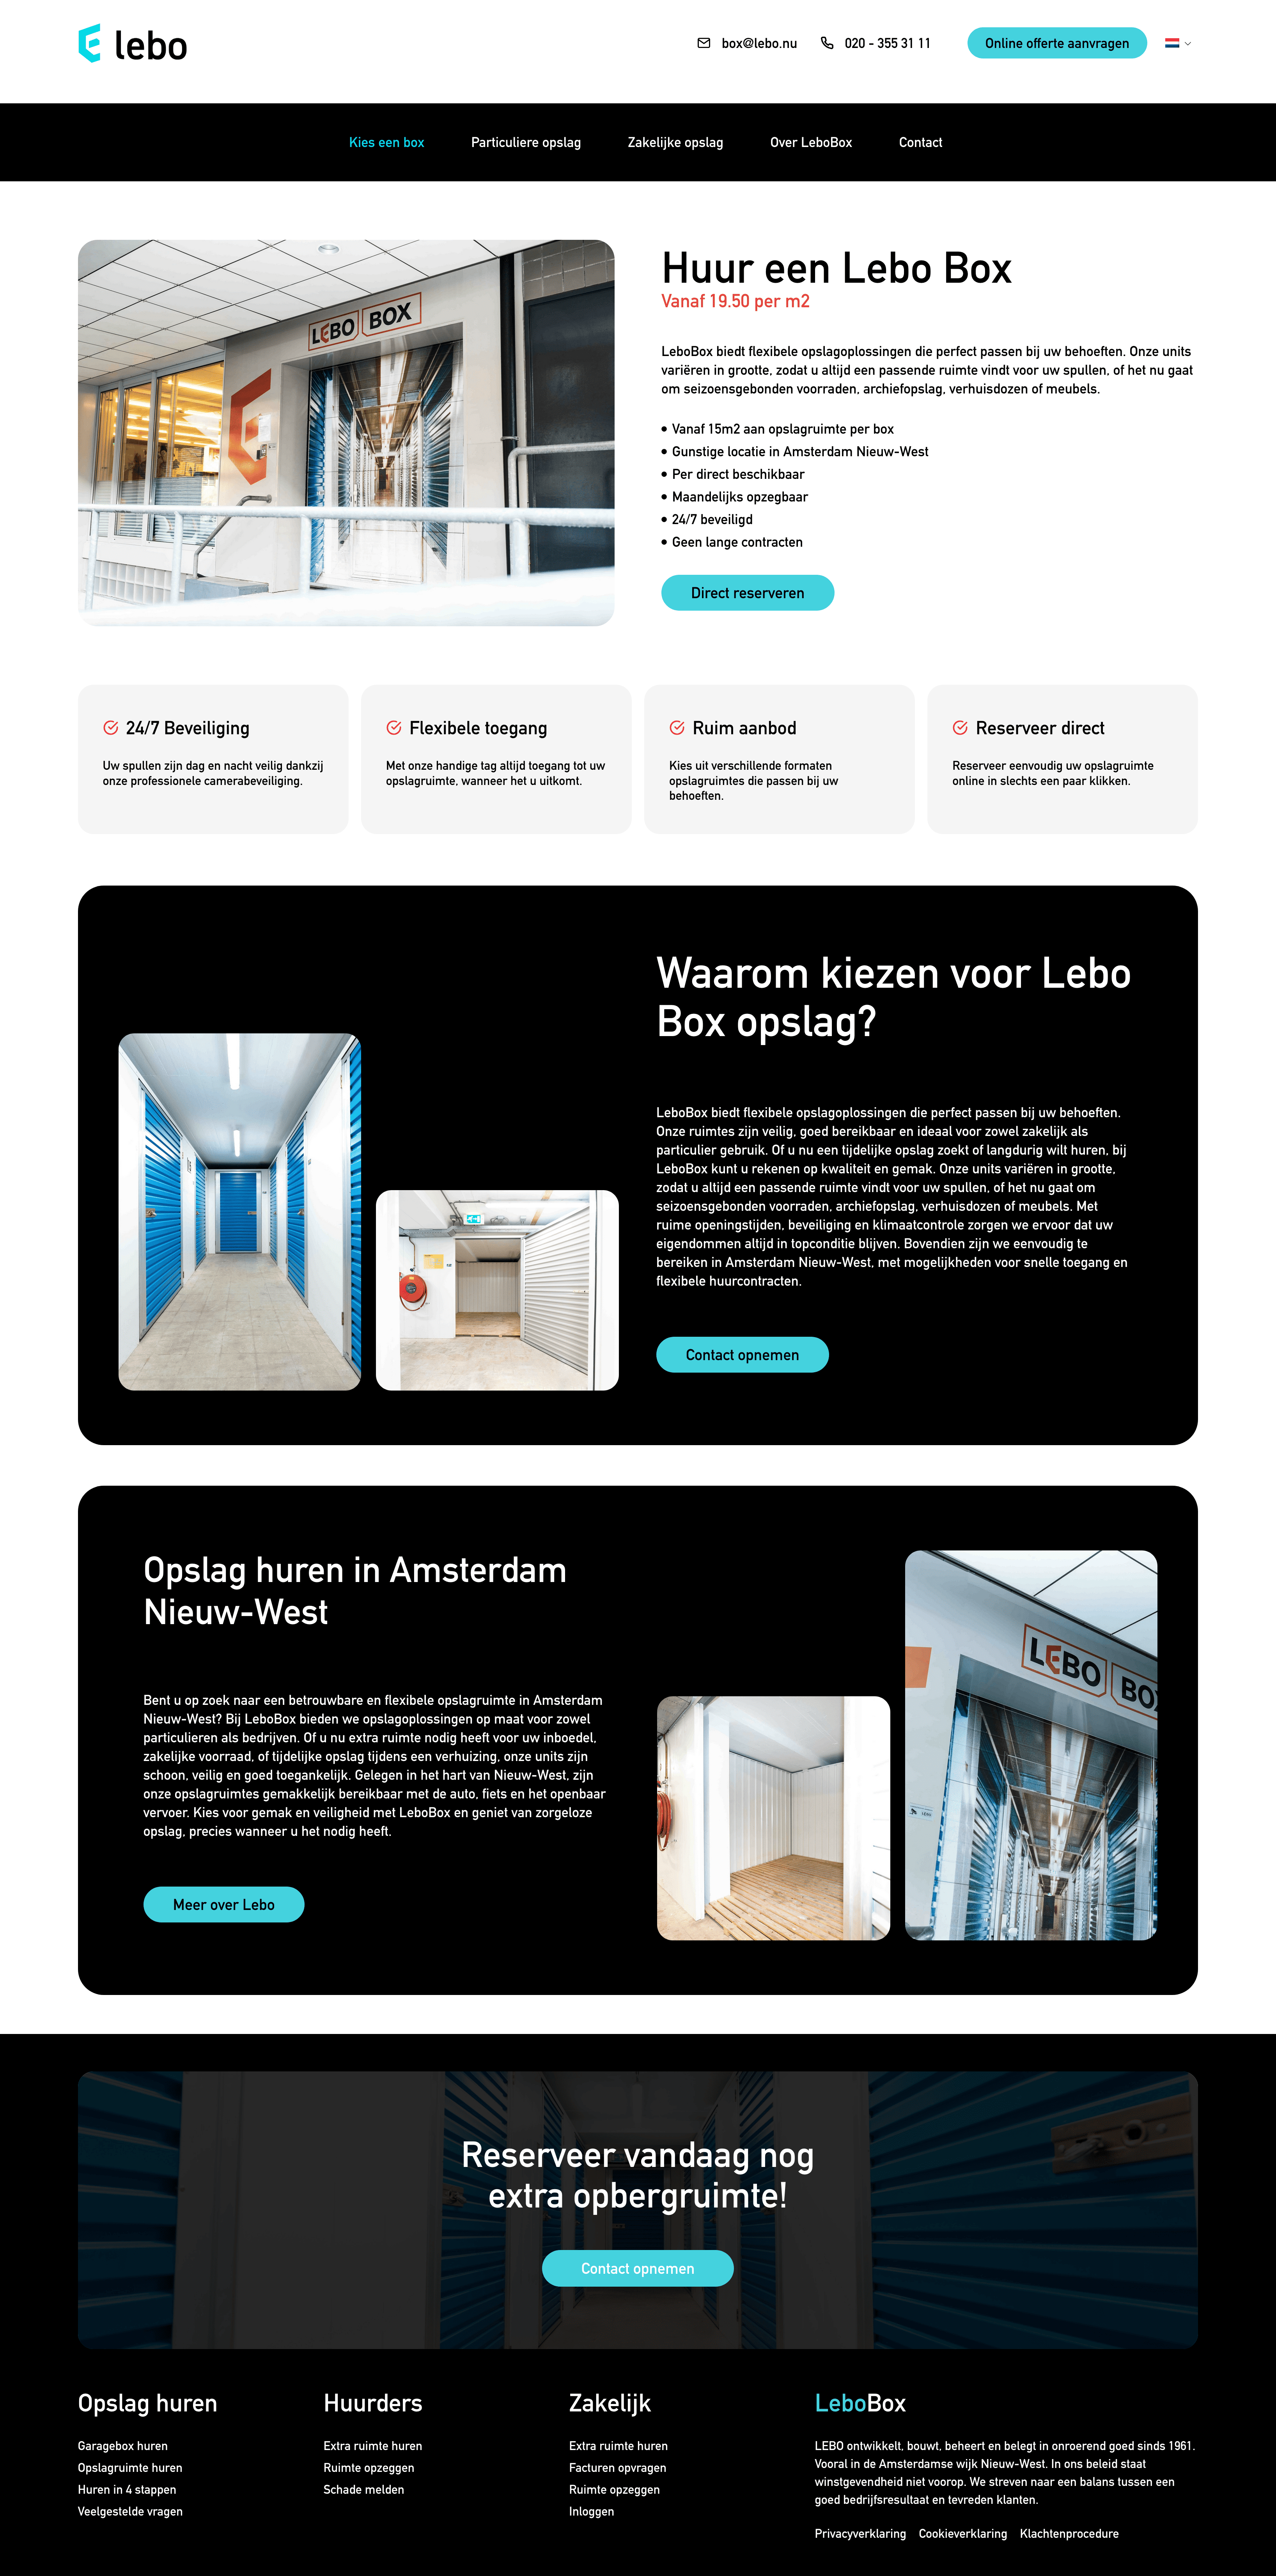 lebo
box@lebo.nu
020 - 355 31 11
Online offerte aanvragen
Kies een box
Particuliere opslag
Zakelijke opslag
Over LeboBox
Contact
LEBO BOX
Huur een Lebo Box
Vanaf 19.50 per m2
LeboBox biedt flexibele opslagoplossingen die perfect passen bij uw behoeften. Onze units
variëren in grootte, zodat u altijd een passende ruimte vindt voor uw spullen, of het nu gaat
om seizoensgebonden voorraden, archiefopslag, verhuisdozen of meubels.
• Vanaf 15m2 aan opslagruimte per box
• Gunstige locatie in Amsterdam Nieuw-West
• Per direct beschikbaar
• Maandelijks opzegbaar
• 24/7 beveiligd
• Geen lange contracten
Direct reserveren
24/7 Beveiliging
Uw spullen zijn dag en nacht veilig dankzij
onze professionele camerabeveiliging.
Flexibele toegang
Met onze handige tag altijd toegang tot uw
opslagruimte, wanneer het u uitkomt.
Ruim aanbod
Kies uit verschillende formaten
opslagruimtes die passen bij uw
behoeften.
Reserveer direct
Reserveer eenvoudig uw opslagruimte
online in slechts een paar klikken.
Waarom kiezen voor Lebo
Box opslag?
LeboBox biedt flexibele opslagoplossingen die perfect passen bij uw behoeften.
Onze ruimtes zijn veilig, goed bereikbaar en ideaal voor zowel zakelijk als
particulier gebruik. Of u nu een tijdelijke opslag zoekt of langdurig wilt huren, bij
LeboBox kunt u rekenen op kwaliteit en gemak. Onze units variëren in grootte,
zodat u altijd een passende ruimte vindt voor uw spullen, of het nu gaat om
seizoensgebonden voorraden, archiefopslag, verhuisdozen of meubels. Met
ruime openingstijden, beveiliging en klimaatcontrole zorgen we ervoor dat uw
eigendommen altijd in topconditie blijven. Bovendien zijn we eenvoudig te
bereiken in Amsterdam Nieuw-West, met mogelijkheden voor snelle toegang en
flexibele huurcontracten.
Contact opnemen
Opslag huren in Amsterdam
Nieuw-West
Bent u op zoek naar een betrouwbare en flexibele opslagruimte in Amsterdam
Nieuw-West? Bij LeboBox bieden we opslagoplossingen op maat voor zowel
particulieren als bedrijven. Of u nu extra ruimte nodig heeft voor uw inboedel,
zakelijke voorraad, of tijdelijke opslag tijdens een verhuizing, onze units zijn
schoon, veilig en goed toegankelijk. Gelegen in het hart van Nieuw-West, zijn
onze opslagruimtes gemakkelijk bereikbaar met de auto, fiets en het openbaar
vervoer. Kies voor gemak en veiligheid met LeboBox en geniet van zorgeloze
opslag, precies wanneer u het nodig heeft.
Meer over Lebo
LEBO BOX
Reserveer vandaag nog
extra opbergruimte!
Contact opnemen
Opslag huren
Garagebox huren
Opslagruimte huren
Huren in 4 stappen
Veelgestelde vragen
Huurders
Extra ruimte huren
Ruimte opzeggen
Schade melden
Zakelijk
Extra ruimte huren
Facturen opvragen
Ruimte opzeggen
Inloggen
LeboBox
LEBO ontwikkelt, bouwt, beheert en belegt in onroerend goed sinds 1961.
Vooral in de Amsterdamse wijk Nieuw-West. In ons beleid staat
winstgevendheid niet voorop. We streven naar een balans tussen een
goed bedrijfsresultaat en tevreden klanten.
Privacyverklaring
Cookieverklaring
Klachtenprocedure